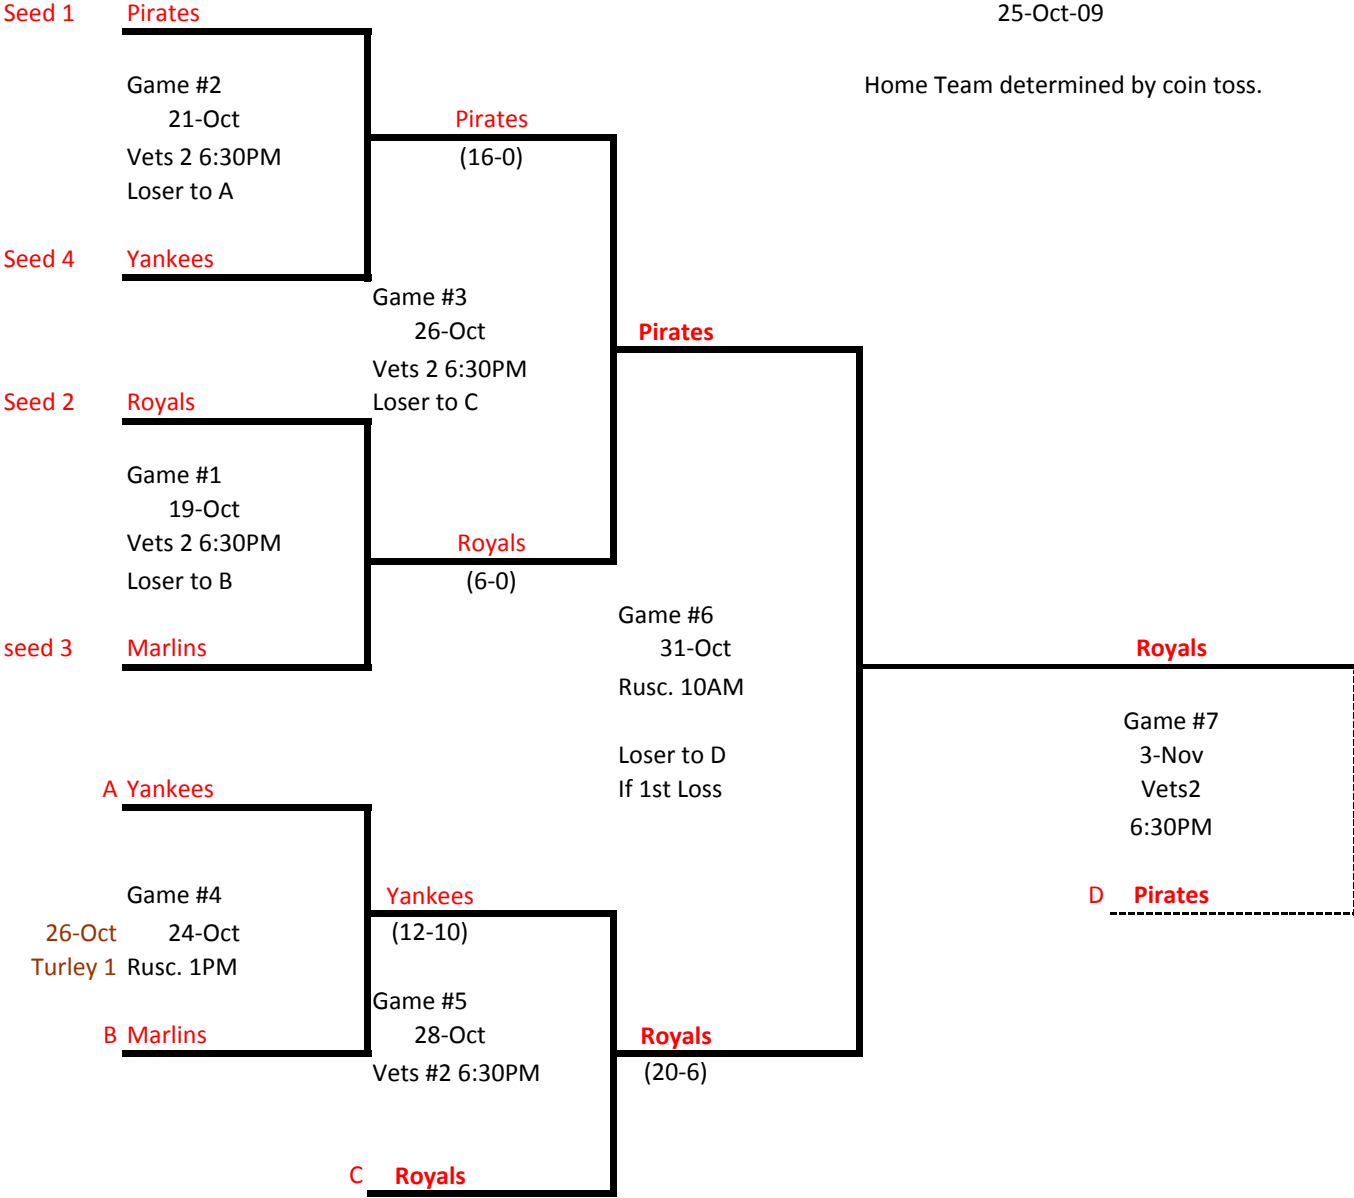 Seed 1 Pirates
25-Oct-09
Game #2
21-Oct
Vets 2 6:30PM
Loser to A
Home Team determined by coin toss.
Pirates
(16-0)
Seed 4 Yankees
Game #3
26-Oct
Vets 2 6:30PM
Loser to C
Pirates
Seed 2 Royals
Game #1
19-Oct
Vets 2 6:30PM
Loser to B
Royals
(6-0)
seed 3 Marlins
Game #6
31-Oct
Rusc. 10AM
Loser to D
If 1st Loss
Royals
Game #7
3-Nov
Vets2
6:30PM
D Pirates
A Yankees
Game #4
26-Oct 24-Oct
Turley 1 Rusc. 1PM
Yankees
(12-10)
B Marlins
Game #5
28-Oct
Vets #2 6:30PM
Royals
(20-6)
C Royals